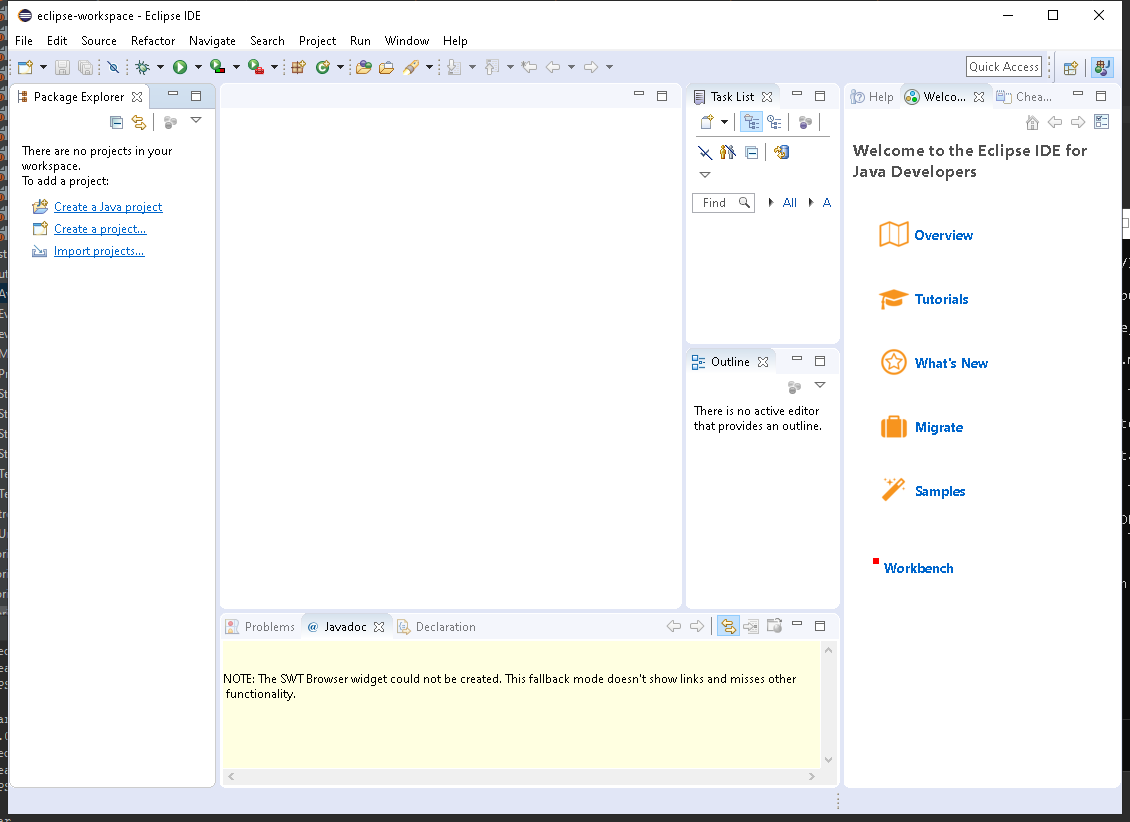 eclipse-workspace - Eclipse IDE
File Edit Source Refactor Navigate Search Project Run Window Help
Quick Access
Package Explorer
There are no projects in your
workspace.
To add a project:
Create a Java project
Create a project...
Import projects...
Task List
Find All A
Outline
There is no active editor
that provides an outline.
Help Welco... Chea...
Welcome to the Eclipse IDE for
Java Developers
Overview
Tutorials
What's New
Migrate
Samples
Workbench
Problems @ Javadoc Declaration
NOTE: The SWT Browser widget could not be created. This fallback mode doesn't show links and misses other
functionality.